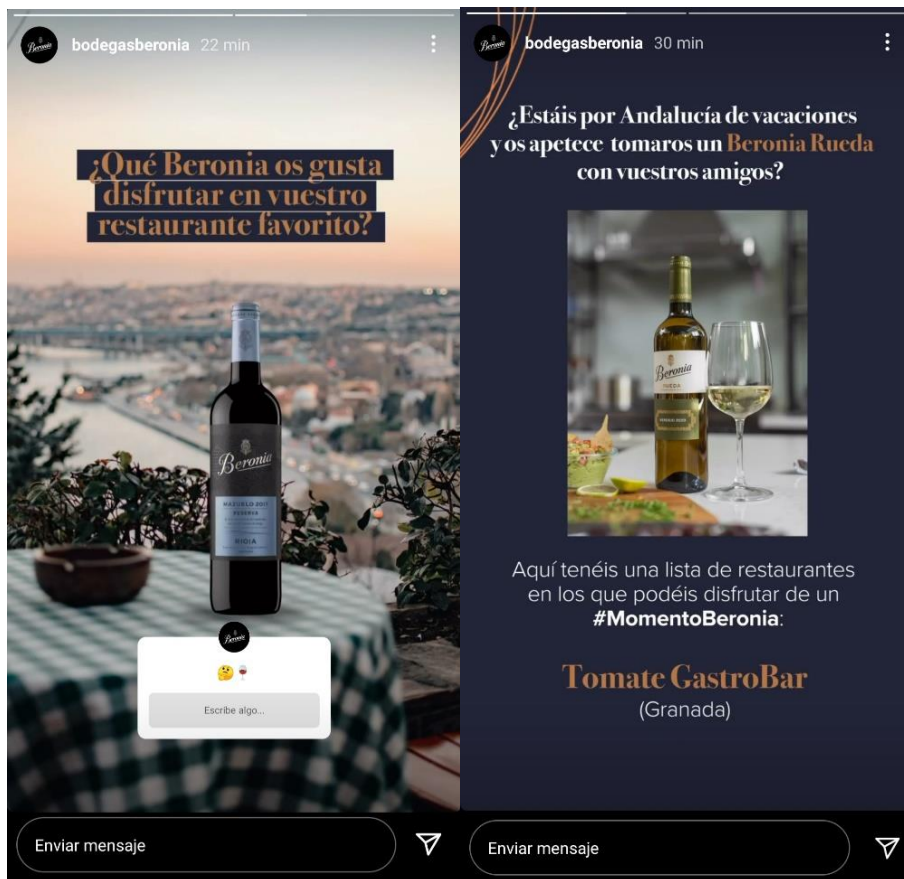 Beronia
bodegasberonia 22 min
¿Qué Beronia os gusta
disfrutar en vuestro
restaurante favorito?
Beronia
MAZUELO
RESERVA
RIOJA
Beronia
Escribe algo...
Enviar mensaje
Beronia
bodegasberonia 30 min
¿Estáis por Andalucía de vacaciones
y os apetece tomaros un Beronia Rueda
con vuestros amigos?
Beronia
RUEDA
Aquí tenéis una lista de restaurantes
en los que podéis disfrutar de un
#MomentoBeronia:
Tomate GastroBar
(Granada)
Enviar mensaje